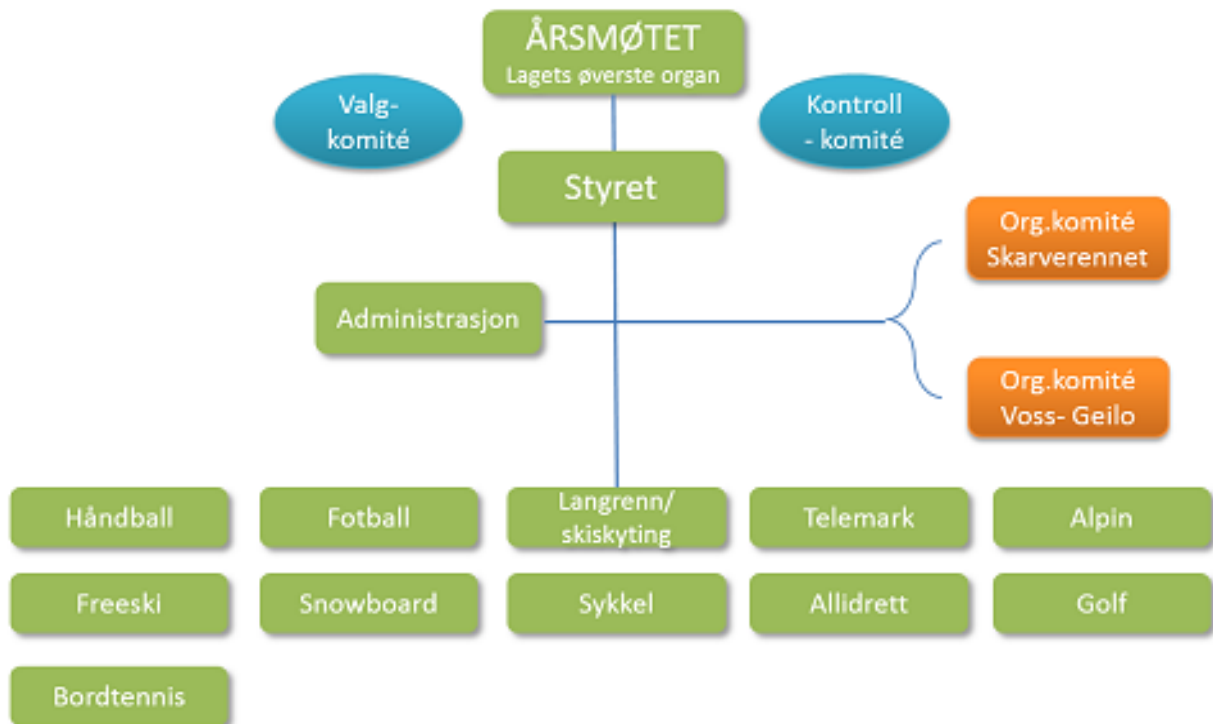 ÅRSMØTET
Lagets øverste organ
Valg-
komité
Kontroll
- komité
Styret
Org.komité
Skarverennet
Administrasjon
Org.komité
Voss- Geilo
Håndball
Fotball
Langrenn/
skiskyting
Telemark
Alpin
Freeski
Snowboard
Sykkel
Allidrett
Golf
Bordtennis